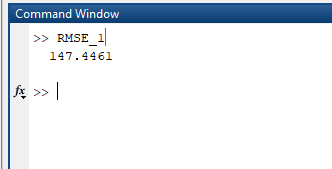 Command Window
>> RMSE_1
147.4461
fx >>